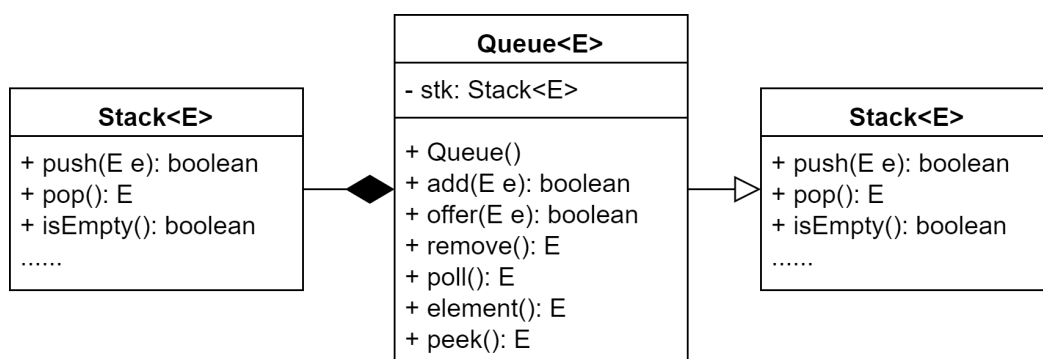 Stack<E>
+ push(E e): boolean
+ pop(): E
+ isEmpty(): boolean
......
Queue<E>
- stk: Stack<E>
+ Queue()
+ add(E e): boolean
+ offer(E e): boolean
+ remove(): E
+ poll(): E
+ element(): E
+ peek(): E
Stack<E>
+ push(E e): boolean
+ pop(): E
+ isEmpty(): boolean
......